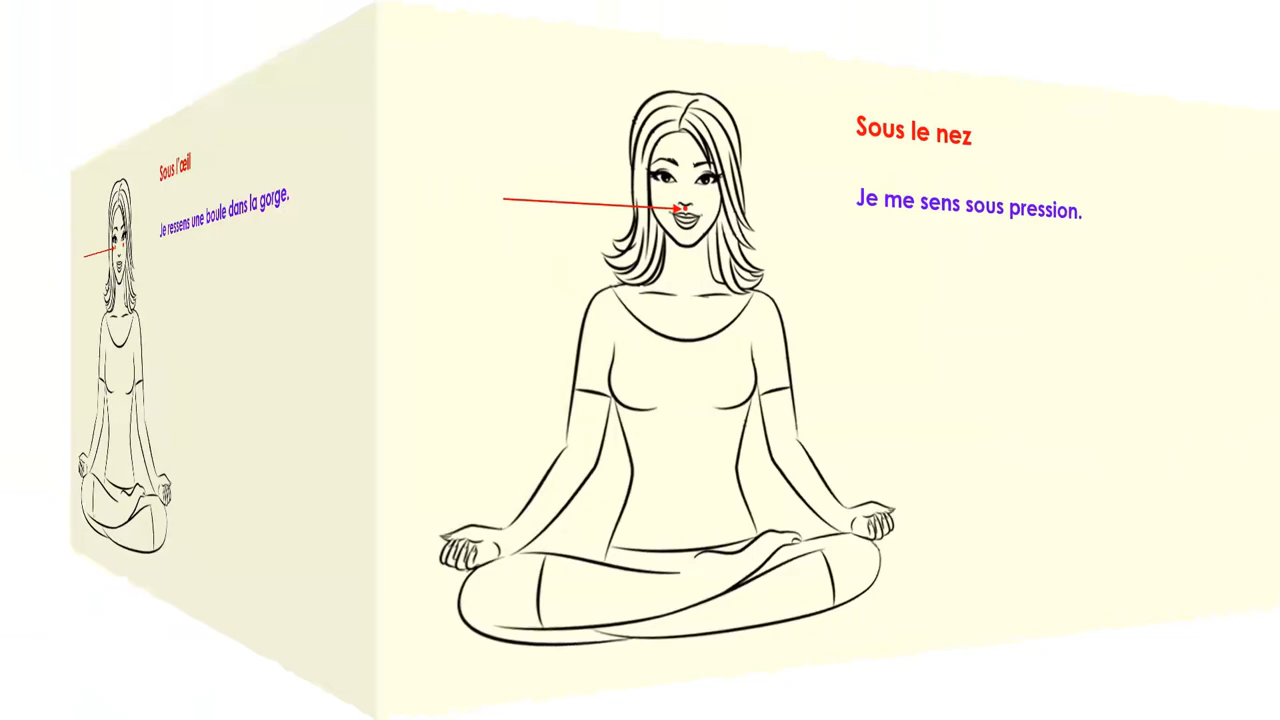 Sous l'œil
Je ressens une boule dans la gorge.
Sous le nez
Je me sens sous pression.